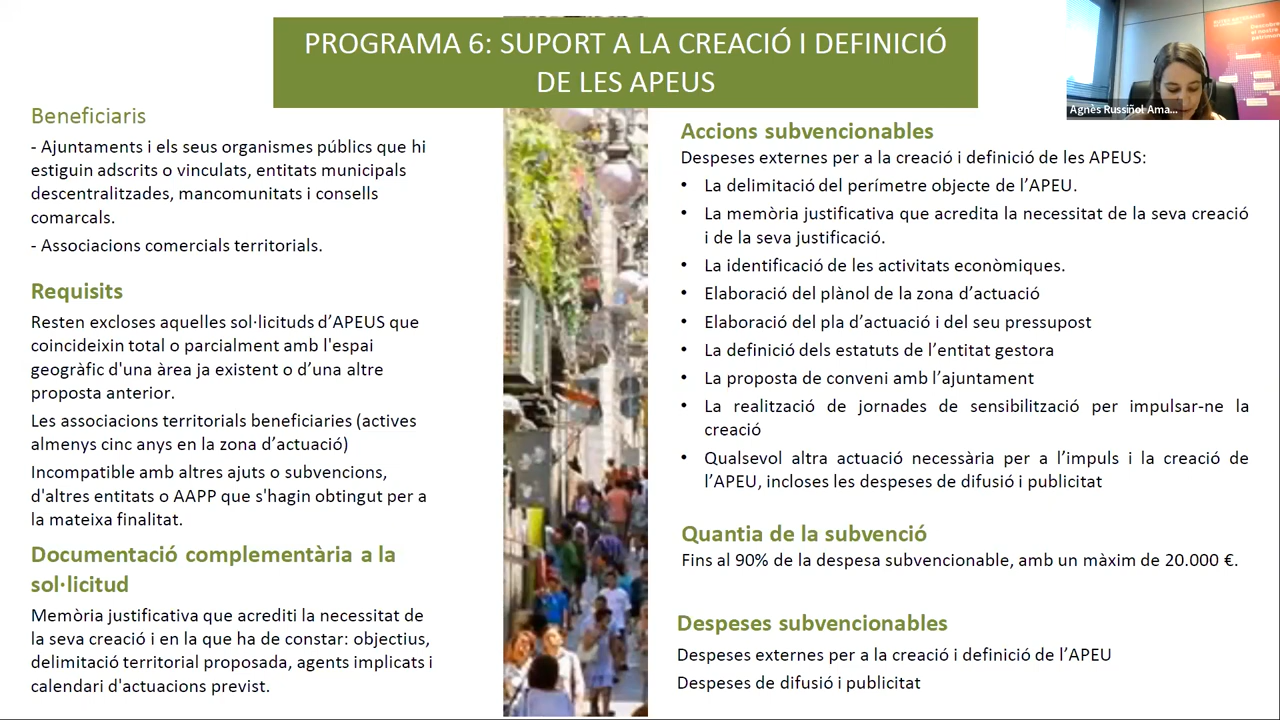 PROGRAMA 6: SUPORT A LA CREACIÓ I DEFINICIÓ
DE LES APEUS
Agnès Russiñol Ama...
Beneficiaris
- Ajuntaments i els seus organismes públics que hi
estiguin adscrits o vinculats, entitats municipals
descentralitzades, mancomunitats i consells
comarcals.
- Associacions comercials territorials.
Requisits
Resten excloses aquelles sol·licituds d’APEUS que
coincideixin total o parcialment amb l'espai
geogràfic d'una àrea ja existent o d’una altre
proposta anterior.
Les associacions territorials beneficiaries (actives
almenys cinc anys en la zona d’actuació)
Incompatible amb altres ajuts o subvencions,
d'altres entitats o AAPP que s'hagin obtingut per a
la mateixa finalitat.
Documentació complementària a la
sol·licitud
Memòria justificativa que acrediti la necessitat de
la seva creació i en la que ha de constar: objectius,
delimitació territorial proposada, agents implicats i
calendari d'actuacions previst.
Accions subvencionables
Despeses externes per a la creació i definició de les APEUS:
• La delimitació del perímetre objecte de l’APEU.
• La memòria justificativa que acredita la necessitat de la seva creació
i de la seva justificació.
• La identificació de les activitats econòmiques.
• Elaboració del plànol de la zona d’actuació
• Elaboració del pla d’actuació i del seu pressupost
• La definició dels estatuts de l’entitat gestora
• La proposta de conveni amb l’ajuntament
• La realització de jornades de sensibilització per impulsar-ne la
creació
• Qualsevol altra actuació necessària per a l’impuls i la creació de
l’APEU, incloses les despeses de difusió i publicitat
Quantia de la subvenció
Fins al 90% de la despesa subvencionable, amb un màxim de 20.000 €.
Despeses subvencionables
Despeses externes per a la creació i definició de l’APEU
Despeses de difusió i publicitat